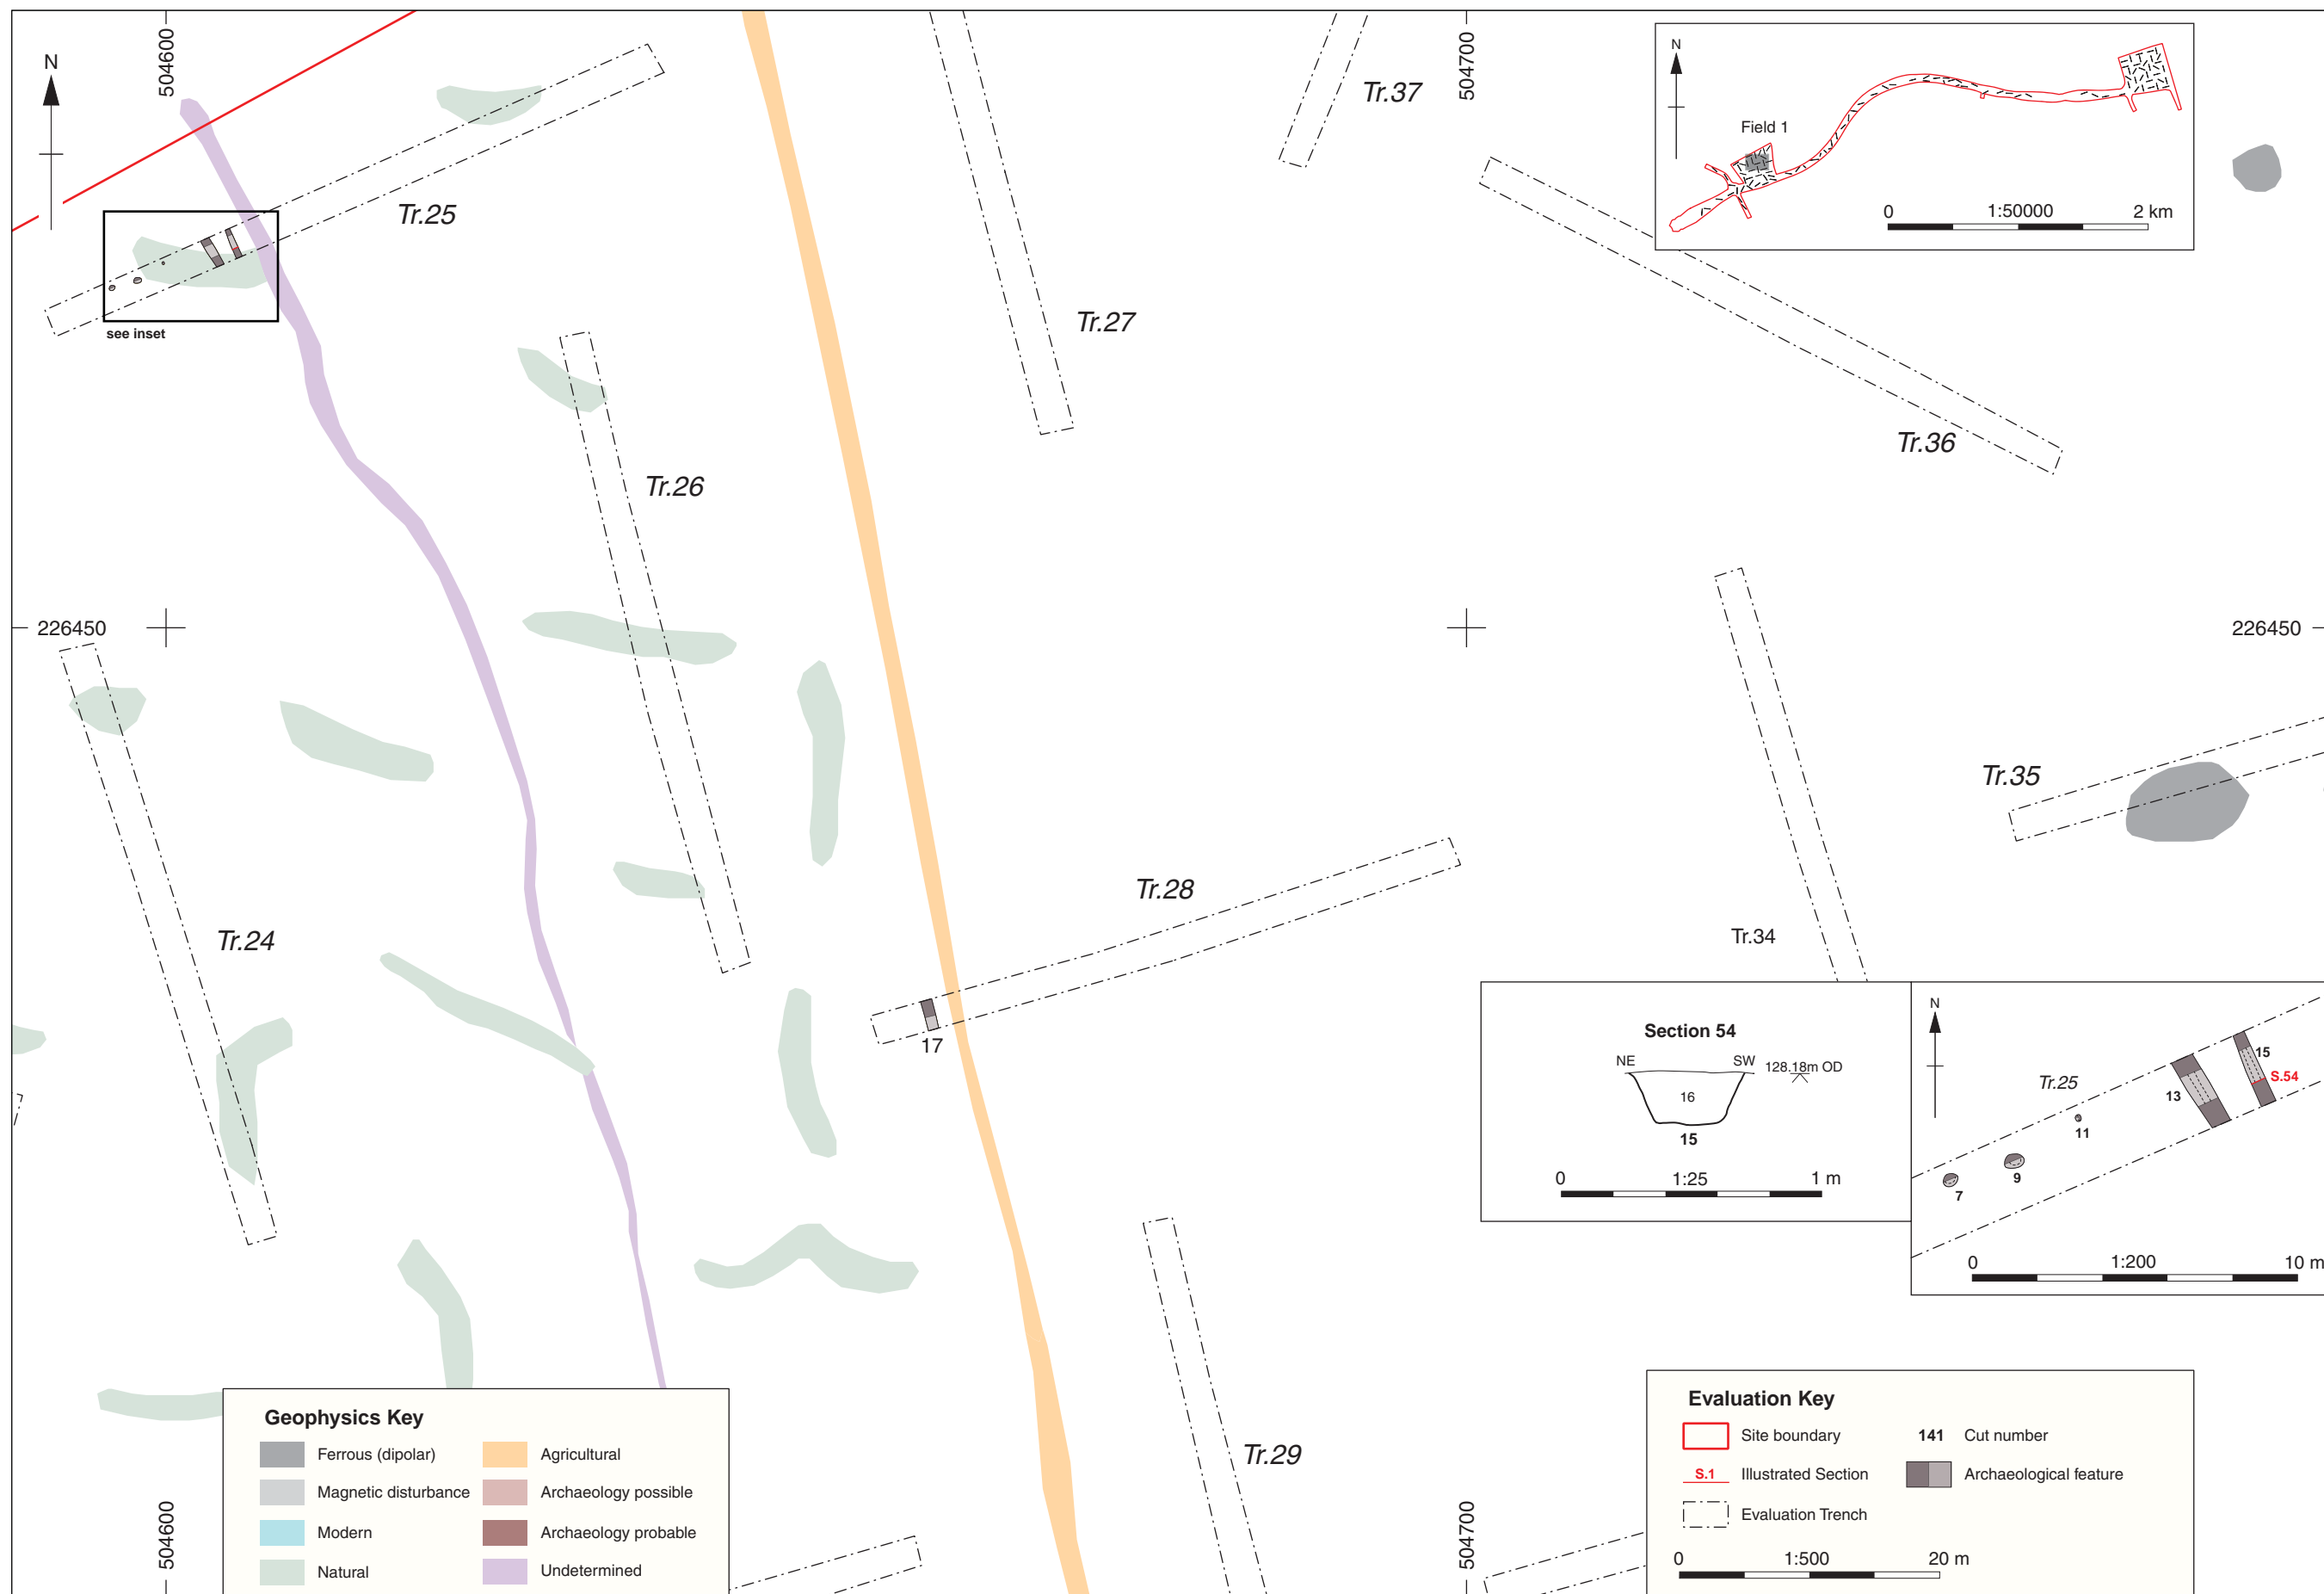 504600
504700
N
Tr.37
N
Field 1
0 1:50000 2 km
Tr.25
see inset
Tr.27
Tr.36
Tr.26
226450
226450
Tr.35
Tr.28
Tr.34
Tr.24
17
Section 54
NE SW 128.18m OD
16
15
0 1:25 1 m
N
Tr.25
15
S.54
13
11
9
7
0 1:200 10 m
Tr.29
Geophysics Key
Ferrous (dipolar) Agricultural
Magnetic disturbance Archaeology possible
Modern Archaeology probable
Natural Undetermined
Evaluation Key
Site boundary 141 Cut number
S.1 Illustrated Section Archaeological feature
Evaluation Trench
0 1:500 20 m
504600
504700